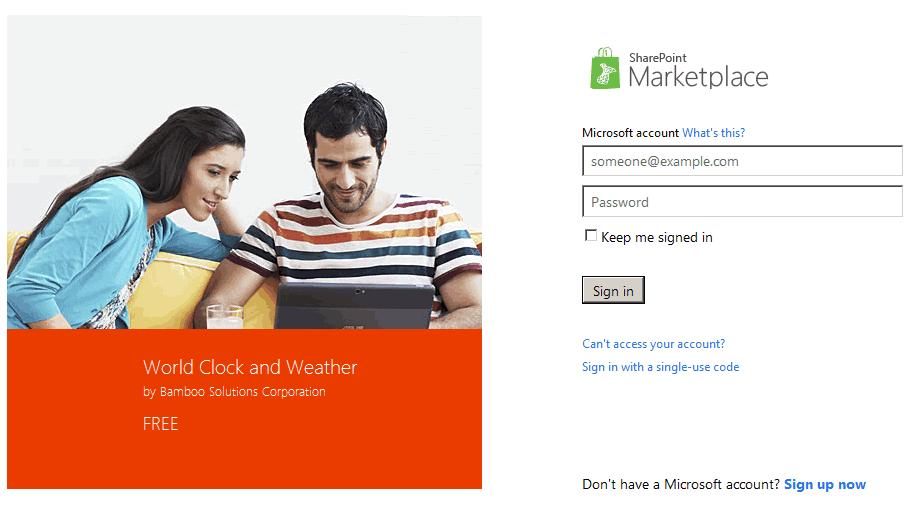 SharePoint
Marketplace
Microsoft account What's this?
someone@example.com
Password
Keep me signed in
Sign in
Can't access your account?
Sign in with a single-use code
World Clock and Weather
by Bamboo Solutions Corporation
FREE
Don't have a Microsoft account? Sign up now